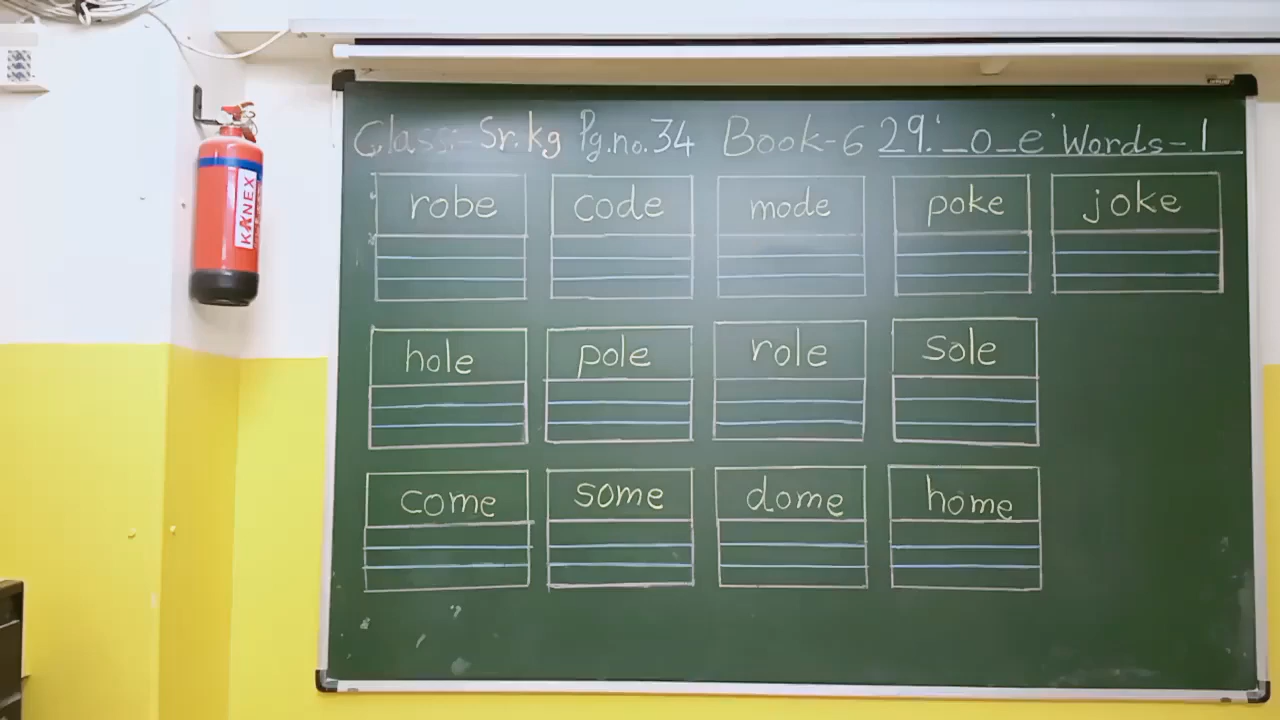 Class:- Sr.kg Pg.no.34 Book-6 29.'_o_e' Words-1
robe code mode poke joke
hole pole role sole
come some dome home
KANEX